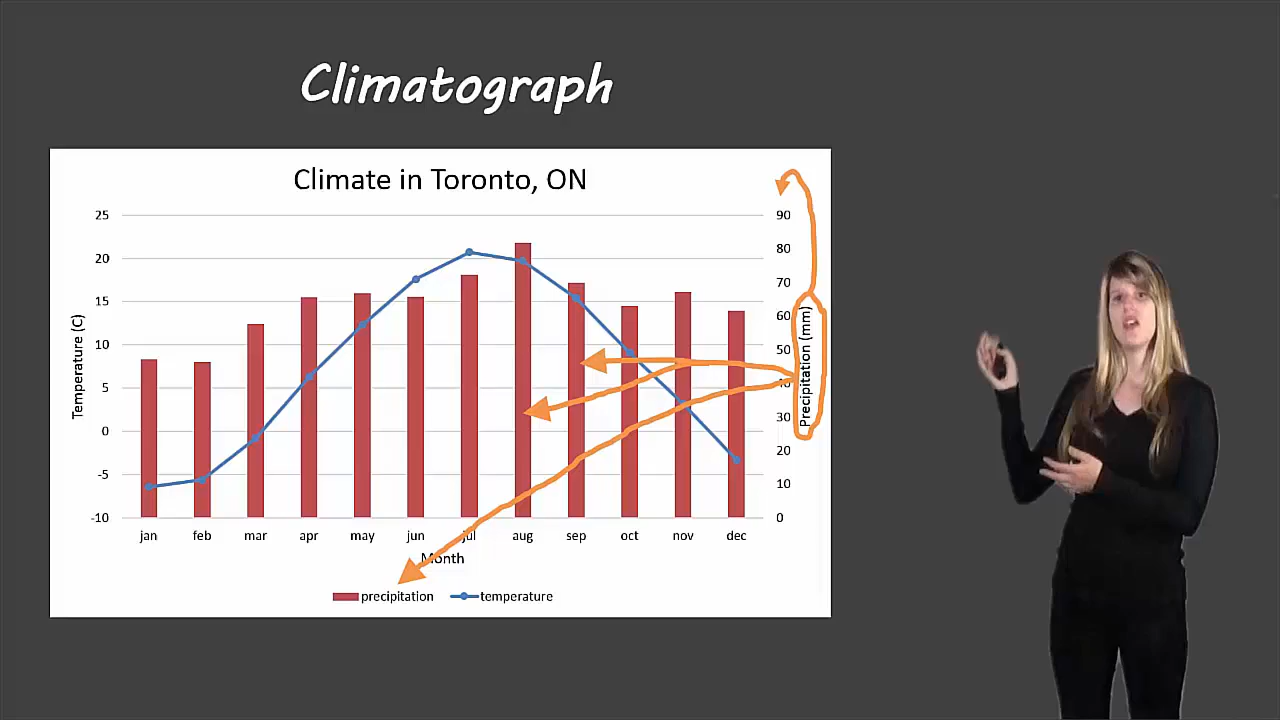 Climatograph
Climate in Toronto, ON
25
20
15
10
5
0
-5
-10
Temperature (C)
90
80
70
60
50
40
30
20
10
0
Precipitation (mm)
jan feb mar apr may jun jul aug sep oct nov dec
Month
precipitation temperature